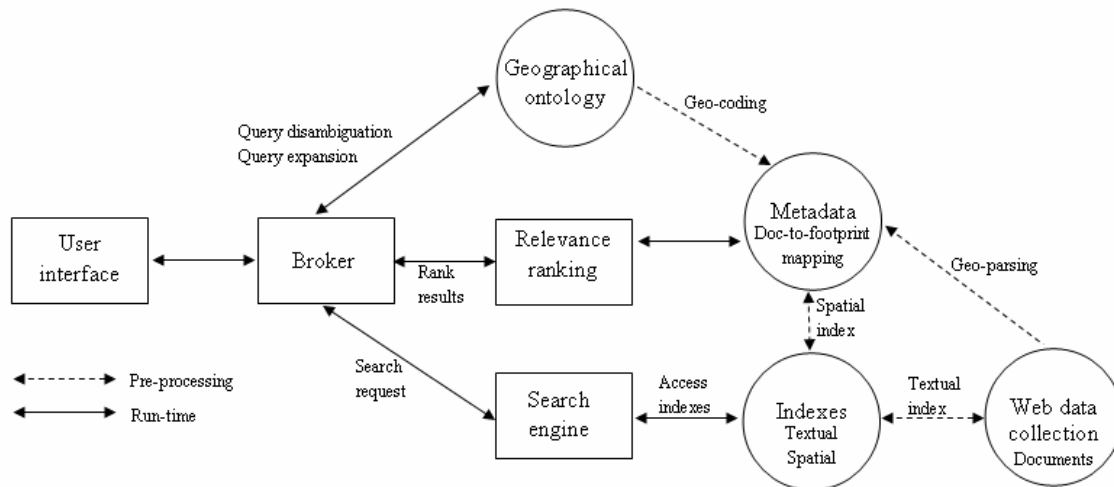 Geographical
ontology
Geo-coding
Query disambiguation
Query expansion
User
interface
Broker
Rank
results
Relevance
ranking
Metadata
Doc-to-footprint
mapping
Geo-parsing
Spatial
index
Pre-processing
Run-time
Search
request
Search
engine
Access
indexes
Indexes
Textual
Spatial
Textual
index
Web data
collection
Documents